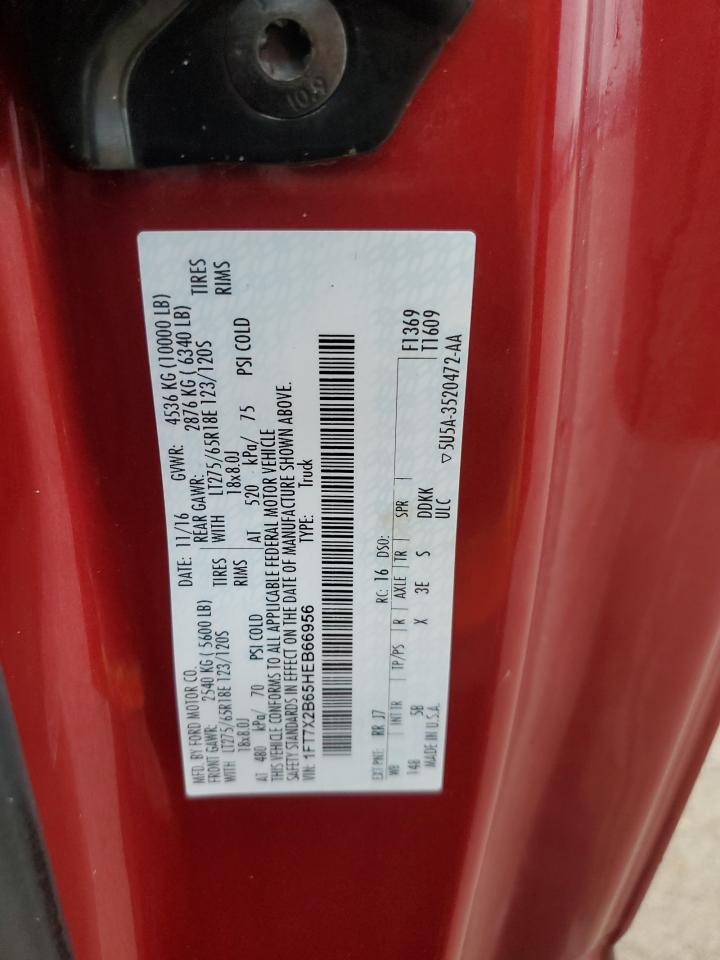 MFD. BY FORD MOTOR CO.
DATE: 11/16 GVWR: 4536 KG (10000 LB)
FRONT GAWR: 2540 KG ( 5600 LB) REAR GAWR: 2876 KG ( 6340 LB)
WITH LT275/65R18E 123/120S TIRES WITH LT275/65R18E 123/120S TIRES
18x8.0J RIMS 18x8.0J RIMS
AT 480 kPa/ 70 PSI COLD AT 520 kPa/ 75 PSI COLD
THIS VEHICLE CONFORMS TO ALL APPLICABLE FEDERAL MOTOR VEHICLE
SAFETY STANDARDS IN EFFECT ON THE DATE OF MANUFACTURE SHOWN ABOVE.
VIN: 1FT7X2B65HEB66956 TYPE: Truck
EXT PNT: RR J7 RC: 16 DSO: F1369
WB INT TR TP/PS R AXLE TR SPR T1609
148 5B X 3E S DDKK
MADE IN U.S.A. ULC ▽5U5A-3520472-AA